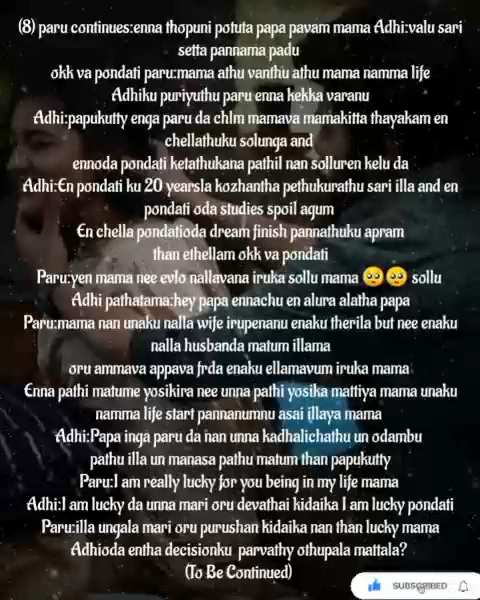 (8) paru continues:enna thopuni potuta papa pavam mama Adhi:valu sari
setta pannama padu
okk va pondati paru:mama athu vanthu athu mama namma life
Adhiku puriyuthu paru enna kekka varanu
Adhi:papukutty enga paru da chlm mamava mamakitta thayakam en
chellathuku solunga and
ennoda pondati ketathukana pathil nan solluren kelu da
Adhi:En pondati ku 20 yearsla kozhantha pethukurathu sari illa and en
pondati oda studies spoil agum
En chella pondatioda dream finish pannathuku apram
than ethellam okk va pondati
Paru:yen mama nee evlo nallavana iruka sollu mama 🥺🥺 sollu
Adhi pathatama:hey papa ennachu en alura alatha papa
Paru:mama nan unaku nalla wife irupenanu enaku therila but nee enaku
nalla husbanda matum illama
oru ammava appava frda enaku ellamavum iruka mama
Enna pathi matume yosikira nee unna pathi yosika mattiya mama unaku
namma life start pannanumnu asai illaya mama
Adhi:Papa inga paru da nan unna kadhalichathu un odambu
pathu illa un manasa pathu matum than papukutty
Paru:I am really lucky for you being in my life mama
Adhi:I am lucky da unna mari oru devathai kidaika I am lucky pondati
Paru:illa ungala mari oru purushan kidaika nan than lucky mama
Adhioda entha decisionku parvathy othupala mattala?
(To Be Continued)
SUBSCRIBED